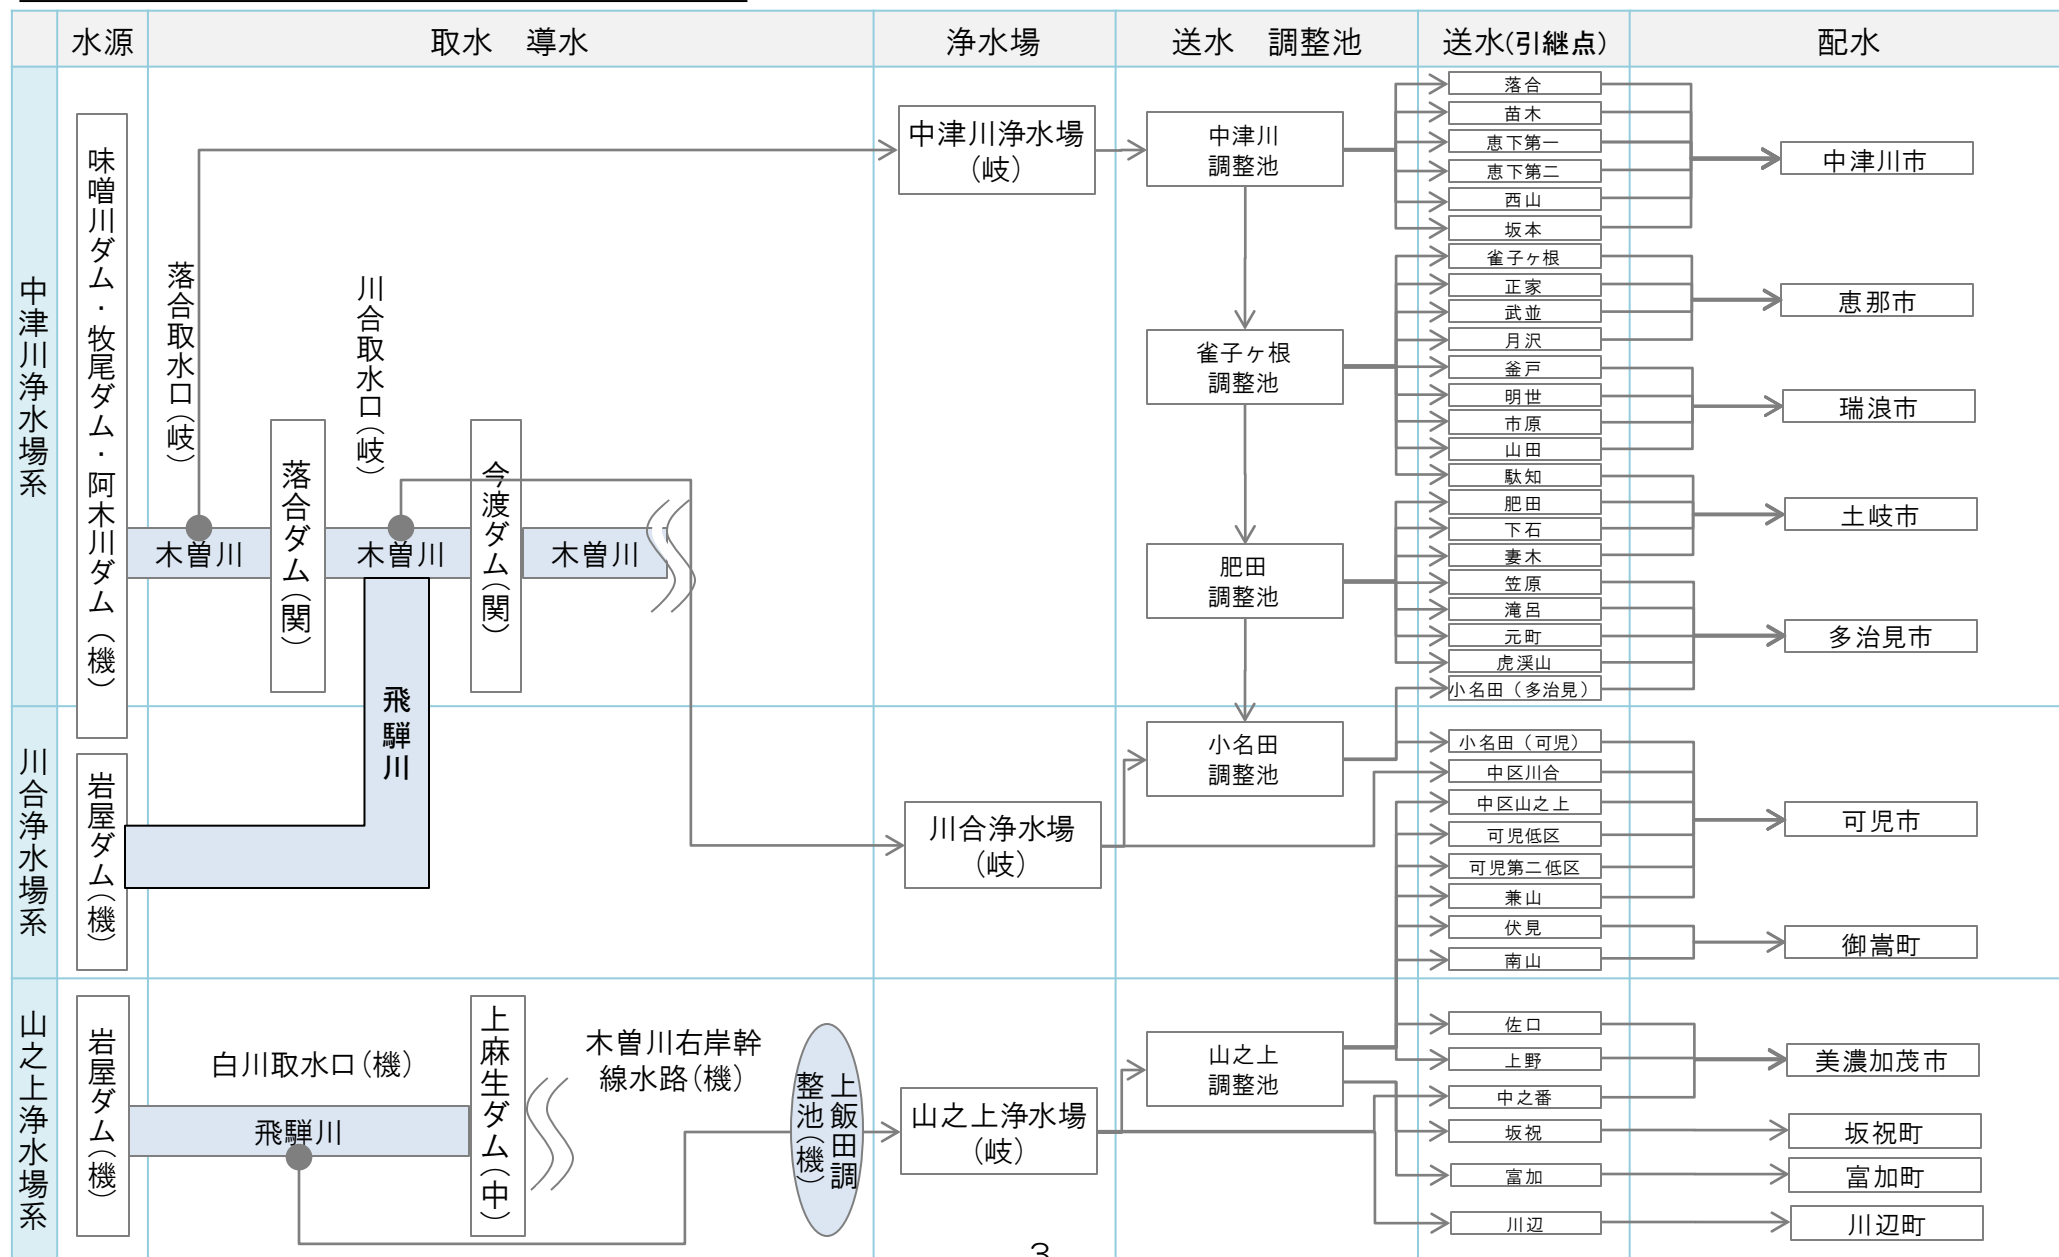 水源
取水　導水
浄水場
送水　調整池
送水(引継点)
配水
中津川浄水場系
味噌川ダム・牧尾ダム・阿木川ダム（機）
落合取水口（岐）
川合取水口（岐）
木曽川
落合ダム（関）
木曽川
今渡ダム（関）
木曽川
飛騨川
中津川浄水場
（岐）
中津川
調整池
雀子ヶ根
調整池
肥田
調整池
落合
苗木
恵下第一
恵下第二
西山
坂本
雀子ヶ根
正家
武並
月沢
釜戸
明世
市原
山田
駄知
肥田
下石
妻木
笠原
滝呂
元町
虎渓山
小名田（多治見）
中津川市
恵那市
瑞浪市
土岐市
多治見市
川合浄水場系
岩屋ダム（機）
川合浄水場
（岐）
小名田
調整池
小名田（可児）
中区川合
中区山之上
可児低区
可児第二低区
兼山
伏見
南山
可児市
御嵩町
山之上浄水場系
岩屋ダム（機）
白川取水口（機）
飛騨川
上麻生ダム（中）
木曽川右岸幹
線水路（機）
上飯田調
整池（機）
山之上浄水場
（岐）
山之上
調整池
佐口
上野
中之番
坂祝
富加
川辺
美濃加茂市
坂祝町
富加町
川辺町
3